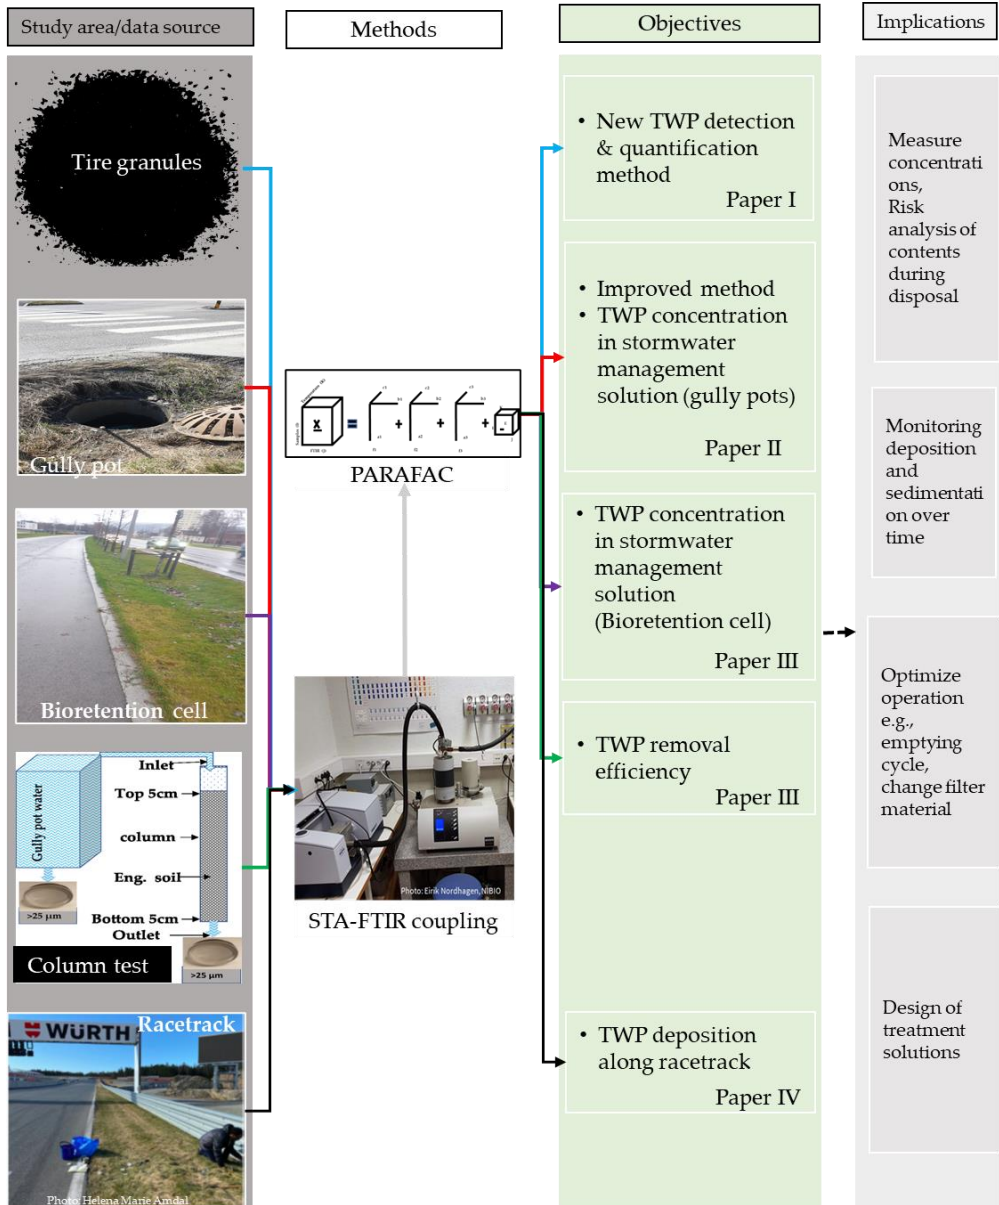 Study area/data source
Methods
Objectives
Implications
Tire granules
Gully pot
Bioretention cell
Inlet
Top 5cm
Gully pot water
column
Eng. soil
>25 µm
Bottom 5cm
Outlet
Column test
>25 µm
WÜRTH
Racetrack
Photo: Helena Marie Amdal
X
=
+
+
+
PARAFAC
Photo: Eirik Nordhagen, NIBIO
STA-FTIR coupling
• New TWP detection
& quantification
method
Paper I
• Improved method
• TWP concentration
in stormwater
management
solution (gully pots)
Paper II
• TWP concentration
in stormwater
management
solution
(Bioretention cell)
Paper III
• TWP removal
efficiency
Paper III
• TWP deposition
along racetrack
Paper IV
Measure
concentrati
ons,
Risk
analysis of
contents
during
disposal
Monitoring
deposition
and
sedimentati
on over
time
Optimize
operation
e.g.,
emptying
cycle,
change filter
material
Design of
treatment
solutions